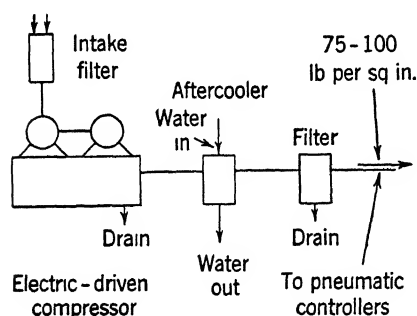 Intake
filter
75-100
lb per sq in.
Aftercooler
Water
in
Filter
Drain
Water
out
Drain
Electric-driven
compressor
To pneumatic
controllers